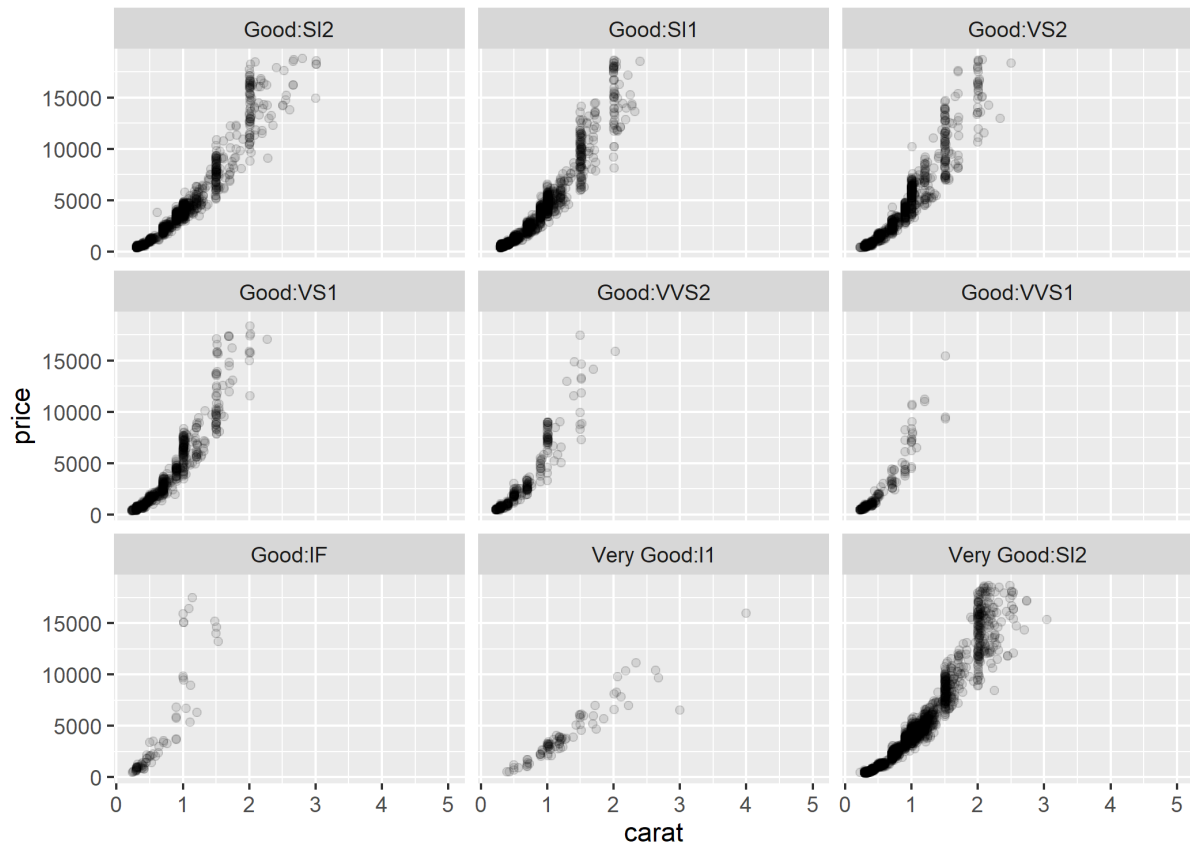 Good:SI2 Good:SI1 Good:VS2
15000
10000
5000
0
Good:VS1 Good:VVS2 Good:VVS1
15000
10000
5000
0
price
Good:IF Very Good:I1 Very Good:SI2
15000
10000
5000
0
0 1 2 3 4 5 0 1 2 3 4 5 0 1 2 3 4 5
carat